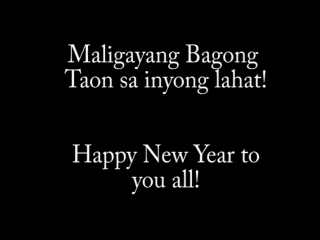 Maligayang Bagong
Taon sa inyong lahat!
Happy New Year to
you all!